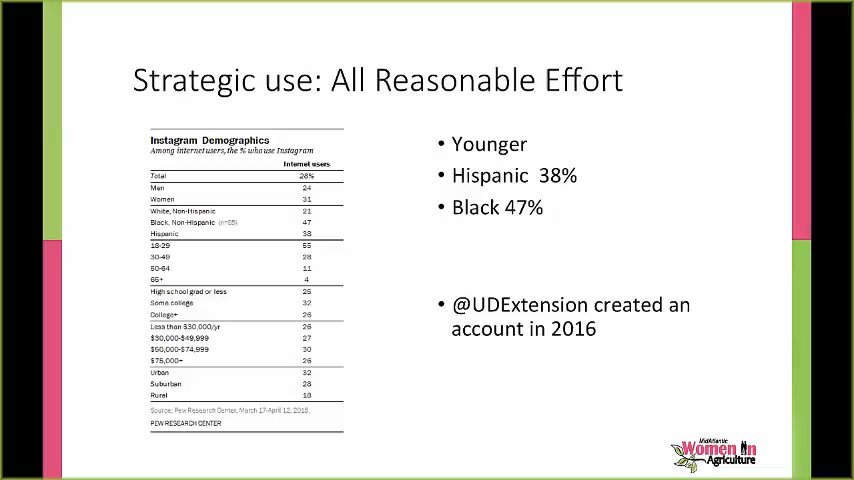 Strategic use: All Reasonable Effort
Instagram Demographics
Among internet users, the % who use Instagram
Internet users
Total 28%
Men 24
Women 31
White, Non-Hispanic 21
Black, Non-Hispanic (n=85) 47
Hispanic 38
18-29 55
30-49 28
50-64 11
65+ 4
High school grad or less 25
Some college 32
College+ 26
Less than $30,000/yr 26
$30,000-$49,999 27
$50,000-$74,999 30
$75,000+ 26
Urban 32
Suburban 28
Rural 18
Source: Pew Research Center, March 17-April 12, 2015.
PEW RESEARCH CENTER
• Younger
• Hispanic 38%
• Black 47%
• @UDExtension created an
account in 2016
MidAtlantic
Women in
Agriculture